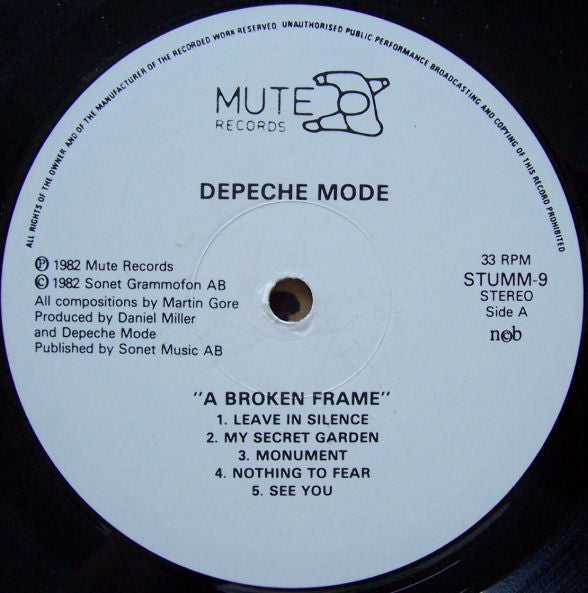 ALL RIGHTS OF THE OWNER AND OF THE MANUFACTURER OF THE RECORDED WORK RESERVED. UNAUTHORISED PUBLIC PERFORMANCE BROADCASTING AND COPYING OF THIS RECORD PROHIBITED
MUTE
RECORDS
DEPECHE MODE
℗ 1982 Mute Records
© 1982 Sonet Grammofon AB
All compositions by Martin Gore
Produced by Daniel Miller
and Depeche Mode
Published by Sonet Music AB
33 RPM
STUMM-9
STEREO
Side A
n©b
"A BROKEN FRAME"
1. LEAVE IN SILENCE
2. MY SECRET GARDEN
3. MONUMENT
4. NOTHING TO FEAR
5. SEE YOU